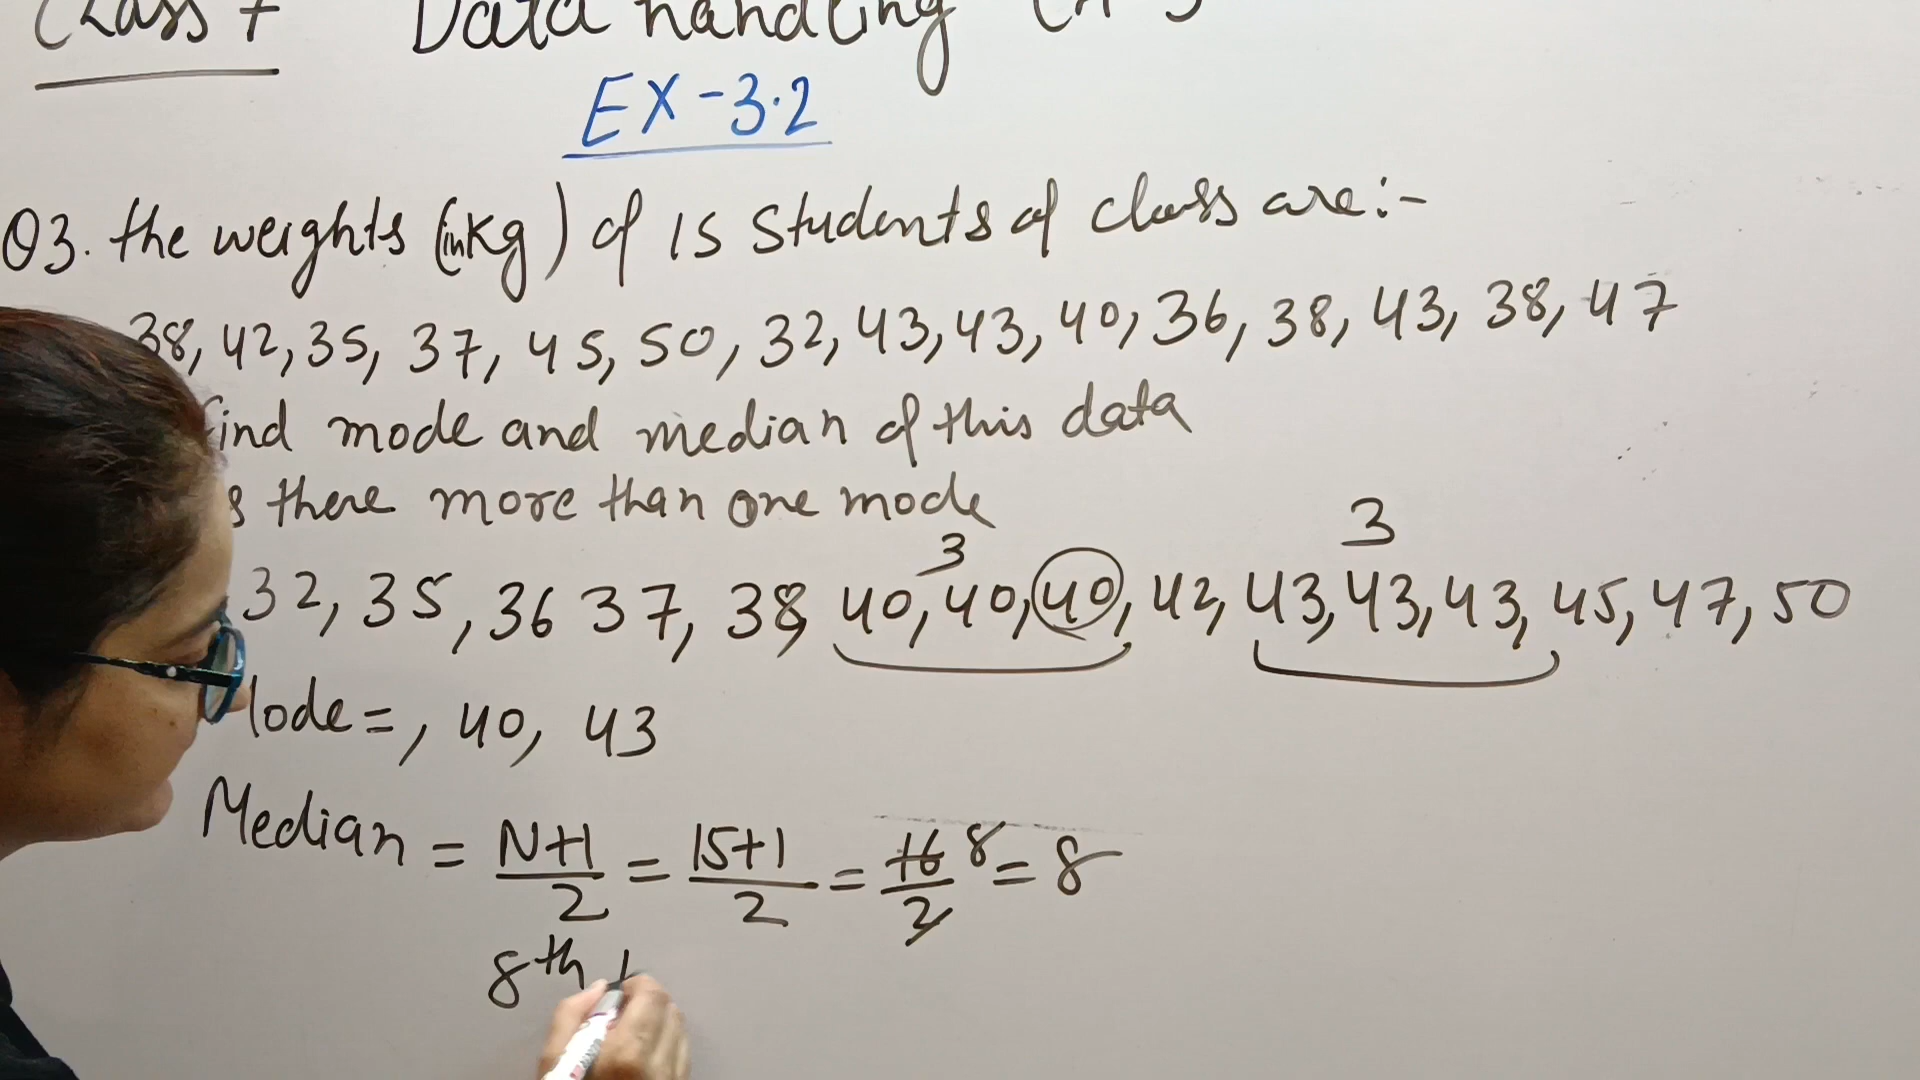 Class 7 Data handling
EX-3.2
Q3. the weights (in Kg) of 15 Students of class are:-
38, 42, 35, 37, 45, 50, 32, 43, 43, 40, 36, 38, 43, 38, 47
find mode and median of this data
s there more than one mode
3 3
32, 35, 36 37, 38, 40, 40, 40, 42, 43, 43, 43, 45, 47, 50
Mode = , 40, 43
Median = N+1/2 = 15+1/2 = 16/2 8 = 8
8th